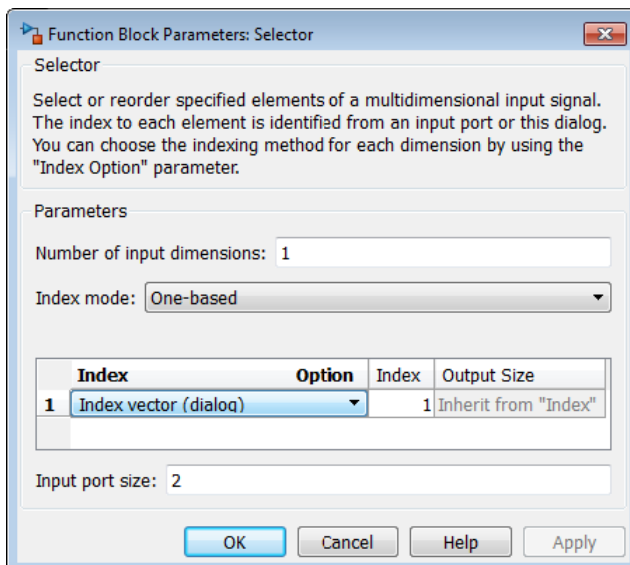 Function Block Parameters: Selector
Selector
Select or reorder specified elements of a multidimensional input signal.
The index to each element is identified from an input port or this dialog.
You can choose the indexing method for each dimension by using the
"Index Option" parameter.
Parameters
Number of input dimensions: 1
Index mode: One-based
Index Option Index Output Size
1 Index vector (dialog) 1 Inherit from "Index"
Input port size: 2
OK Cancel Help Apply